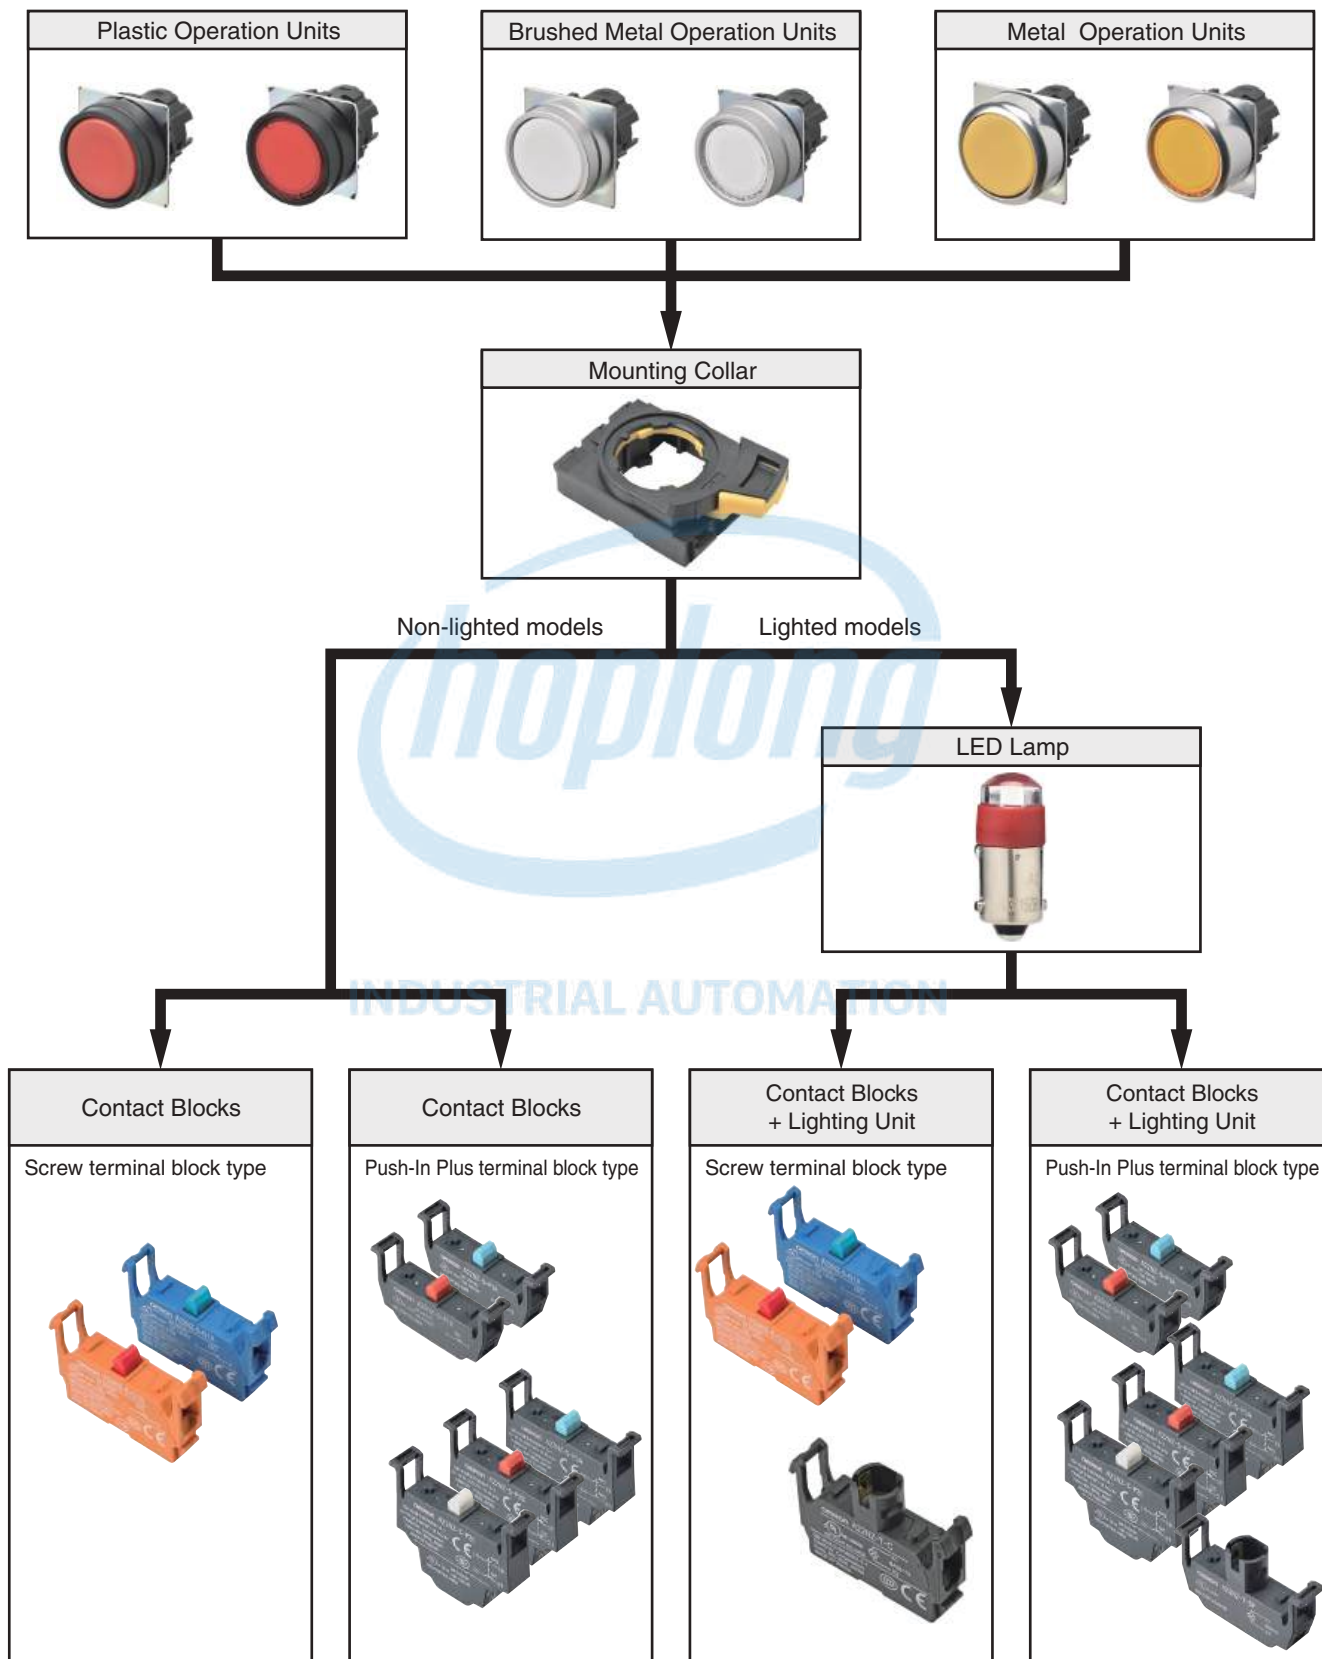 Plastic Operation Units
Brushed Metal Operation Units
Metal Operation Units
Mounting Collar
Non-lighted models
Lighted models
hoplong
LED Lamp
INDUSTRIAL AUTOMATION
Contact Blocks
Contact Blocks
Contact Blocks
+ Lighting Unit
Contact Blocks
+ Lighting Unit
Screw terminal block type
Push-In Plus terminal block type
Screw terminal block type
Push-In Plus terminal block type